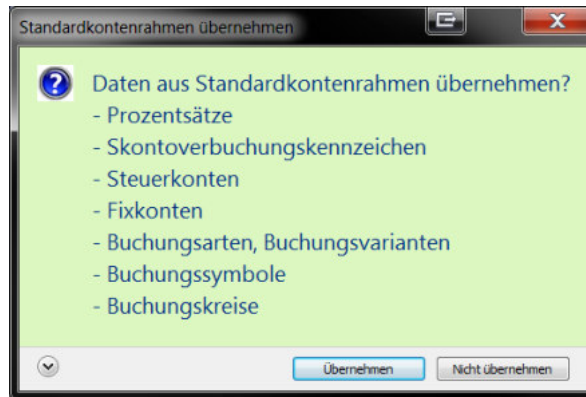 Standardkontenrahmen übernehmen
Daten aus Standardkontenrahmen übernehmen?
- Prozentsätze
- Skontoverbuchungskennzeichen
- Steuerkonten
- Fixkonten
- Buchungsarten, Buchungsvarianten
- Buchungssymbole
- Buchungskreise
Übernehmen Nicht übernehmen